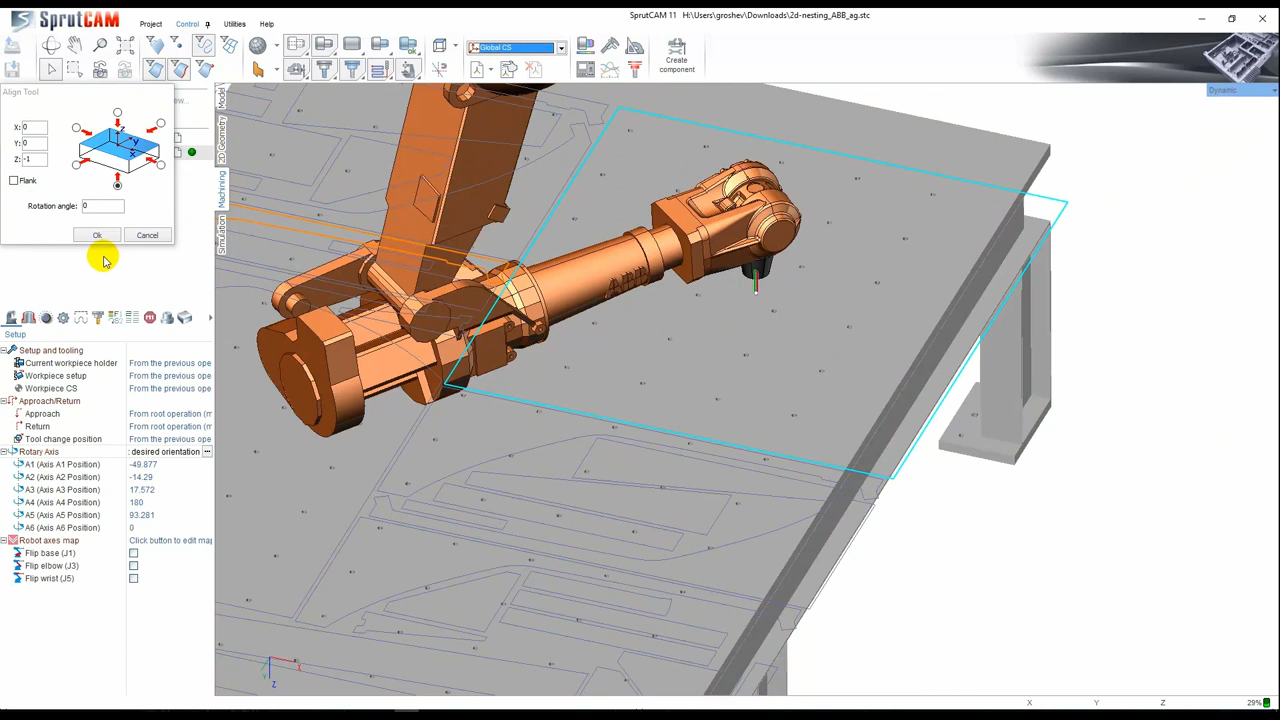 SprutCAM 11 H:\Users\groshev\Downloads\2d-nesting_ABB_ag.stc
SprutCAM
Project
Control
Utilities
Help
Global CS
Create
component
Dynamic
Align Tool
X: 0
Y: 0
Z: -1
Flank
Rotation angle: 0
Ok
Cancel
Model
2D Geometry
Machining
Simulation
Setup
Setup and tooling
Current workpiece holder From the previous ope
Workpiece setup From the previous ope
Workpiece CS From the previous ope
Approach/Return
Approach From root operation (m
Return From root operation (m
Tool change position From the previous ope
Rotary Axis : desired orientation ...
A1 (Axis A1 Position) -49.877
A2 (Axis A2 Position) -14.29
A3 (Axis A3 Position) 17.572
A4 (Axis A4 Position) 180
A5 (Axis A5 Position) 93.281
A6 (Axis A6 Position) 0
Robot axes map Click button to edit map
Flip base (J1)
Flip elbow (J3)
Flip wrist (J5)
X
Y
Z
X Y Z 29%